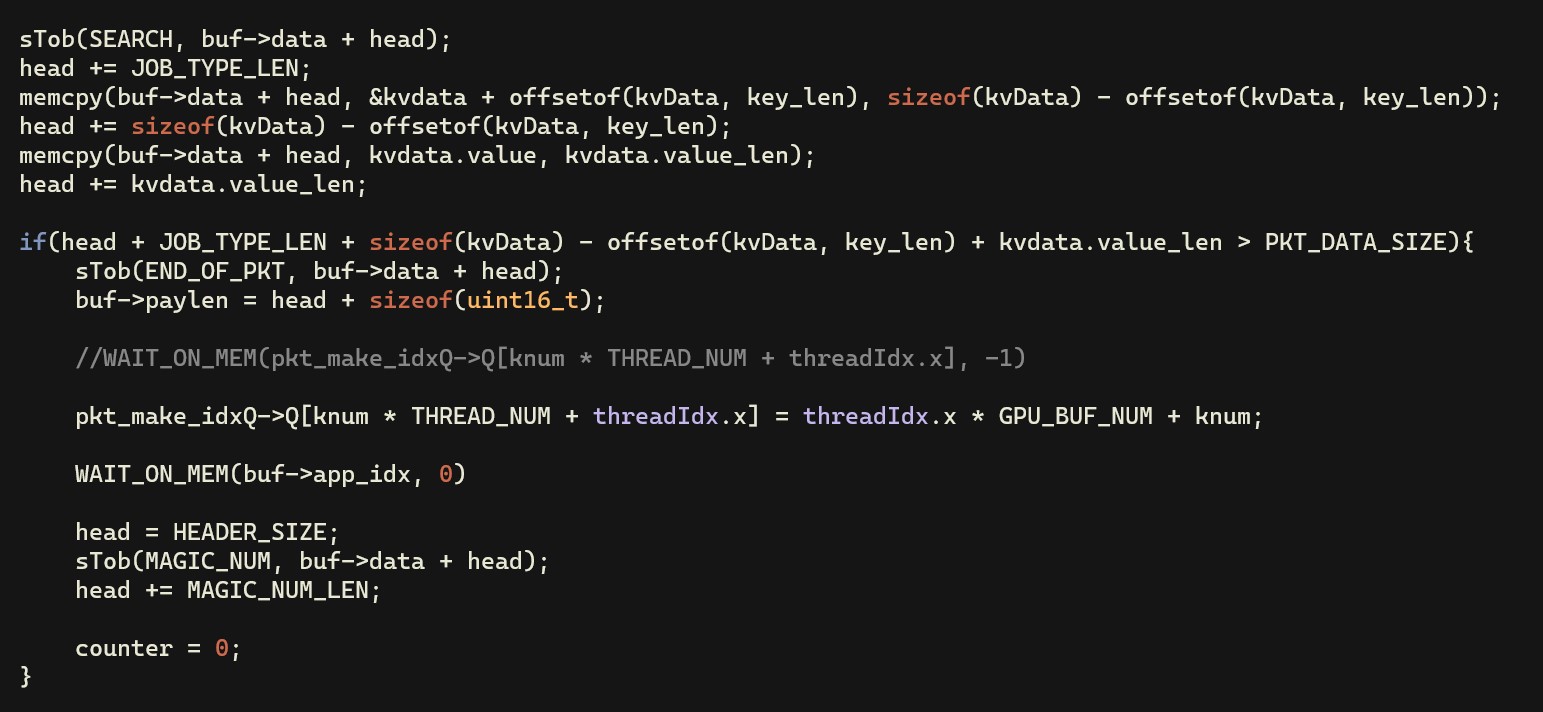 sTob(SEARCH, buf->data + head);
head += JOB_TYPE_LEN;
memcpy(buf->data + head, &kvdata + offsetof(kvData, key_len), sizeof(kvData) - offsetof(kvData, key_len));
head += sizeof(kvData) - offsetof(kvData, key_len);
memcpy(buf->data + head, kvdata.value, kvdata.value_len);
head += kvdata.value_len;

if(head + JOB_TYPE_LEN + sizeof(kvData) - offsetof(kvData, key_len) + kvdata.value_len > PKT_DATA_SIZE){
    sTob(END_OF_PKT, buf->data + head);
    buf->paylen = head + sizeof(uint16_t);

    //WAIT_ON_MEM(pkt_make_idxQ->Q[knum * THREAD_NUM + threadIdx.x], -1)

    pkt_make_idxQ->Q[knum * THREAD_NUM + threadIdx.x] = threadIdx.x * GPU_BUF_NUM + knum;

    WAIT_ON_MEM(buf->app_idx, 0)

    head = HEADER_SIZE;
    sTob(MAGIC_NUM, buf->data + head);
    head += MAGIC_NUM_LEN;

    counter = 0;
}